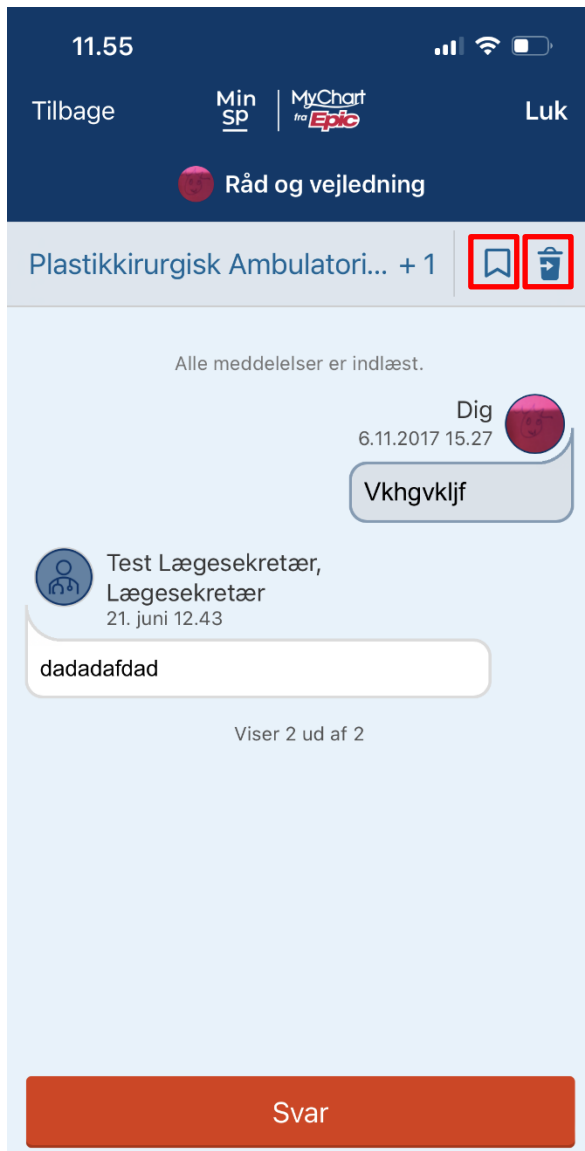 11.55
Tilbage
Min
SP
MyChart
fra Epic
Luk
Råd og vejledning
Plastikkirurgisk Ambulatori... + 1
Alle meddelelser er indlæst.
Dig
6.11.2017 15.27
Vkhgvkljf
Test Lægesekretær,
Lægesekretær
21. juni 12.43
dadadafdad
Viser 2 ud af 2
Svar